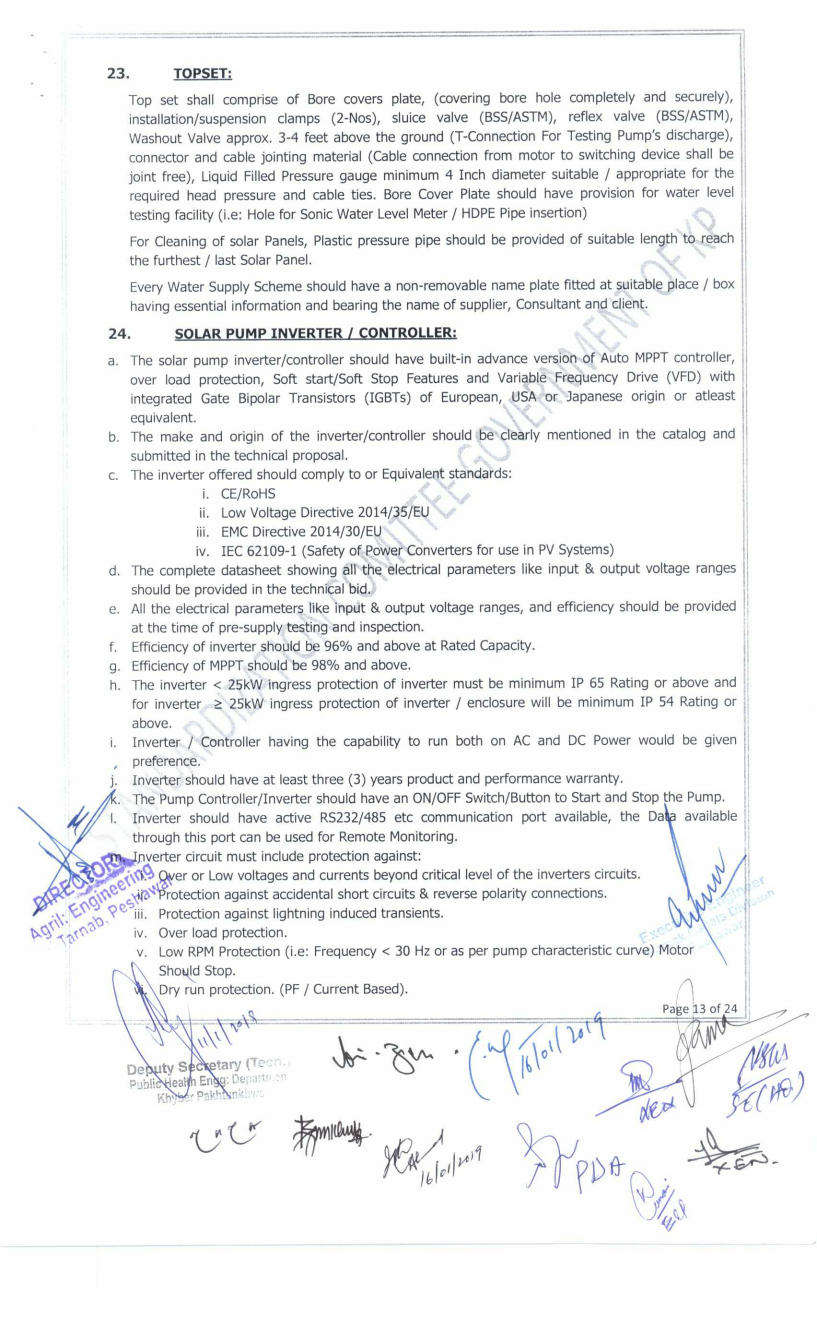 23. TOPSET:
Top set shall comprise of Bore covers plate, (covering bore hole completely and securely),
installation/suspension clamps (2-Nos), sluice valve (BSS/ASTM), reflex valve (BSS/ASTM),
Washout Valve approx. 3-4 feet above the ground (T-Connection For Testing Pump's discharge),
connector and cable jointing material (Cable connection from motor to switching device shall be
joint free), Liquid Filled Pressure gauge minimum 4 Inch diameter suitable / appropriate for the
required head pressure and cable ties. Bore Cover Plate should have provision for water level
testing facility (i.e: Hole for Sonic Water Level Meter / HDPE Pipe insertion)
For Cleaning of solar Panels, Plastic pressure pipe should be provided of suitable length to reach
the furthest / last Solar Panel.
Every Water Supply Scheme should have a non-removable name plate fitted at suitable place / box
having essential information and bearing the name of supplier, Consultant and client.
24. SOLAR PUMP INVERTER / CONTROLLER:
a. The solar pump inverter/controller should have built-in advance version of Auto MPPT controller,
over load protection, Soft start/Soft Stop Features and Variable Frequency Drive (VFD) with
integrated Gate Bipolar Transistors (IGBTs) of European, USA or Japanese origin or atleast
equivalent.
b. The make and origin of the inverter/controller should be clearly mentioned in the catalog and
submitted in the technical proposal.
c. The inverter offered should comply to or Equivalent standards:
i. CE/RoHS
ii. Low Voltage Directive 2014/35/EU
iii. EMC Directive 2014/30/EU
iv. IEC 62109-1 (Safety of Power Converters for use in PV Systems)
d. The complete datasheet showing all the electrical parameters like input & output voltage ranges
should be provided in the technical bid.
e. All the electrical parameters like input & output voltage ranges, and efficiency should be provided
at the time of pre-supply testing and inspection.
f. Efficiency of inverter should be 96% and above at Rated Capacity.
g. Efficiency of MPPT should be 98% and above.
h. The inverter < 25kW ingress protection of inverter must be minimum IP 65 Rating or above and
for inverter ≥ 25kW ingress protection of inverter / enclosure will be minimum IP 54 Rating or
above.
i. Inverter / Controller having the capability to run both on AC and DC Power would be given
preference.
j. Inverter should have at least three (3) years product and performance warranty.
k. The Pump Controller/Inverter should have an ON/OFF Switch/Button to Start and Stop the Pump.
l. Inverter should have active RS232/485 etc communication port available, the Data available
through this port can be used for Remote Monitoring.
m. Inverter circuit must include protection against:
i. Over or Low voltages and currents beyond critical level of the inverters circuits.
ii. Protection against accidental short circuits & reverse polarity connections.
iii. Protection against lightning induced transients.
iv. Over load protection.
v. Low RPM Protection (i.e: Frequency < 30 Hz or as per pump characteristic curve) Motor
Should Stop.
vi. Dry run protection. (PF / Current Based).
STANDARDIZATION COMITTEE GOVERNMENT OF KP
DIRECTOR
Agril: Engineering
Tarnab, Peshawar
Page 13 of 24
11/1/2018
Deputy Secretary (Tech.)
Public Health Engg: Department
Khyber Pakhtunkhwa
16/01/2019
XEN
SE(HQ)
16/01/2019
PDA
XEN.